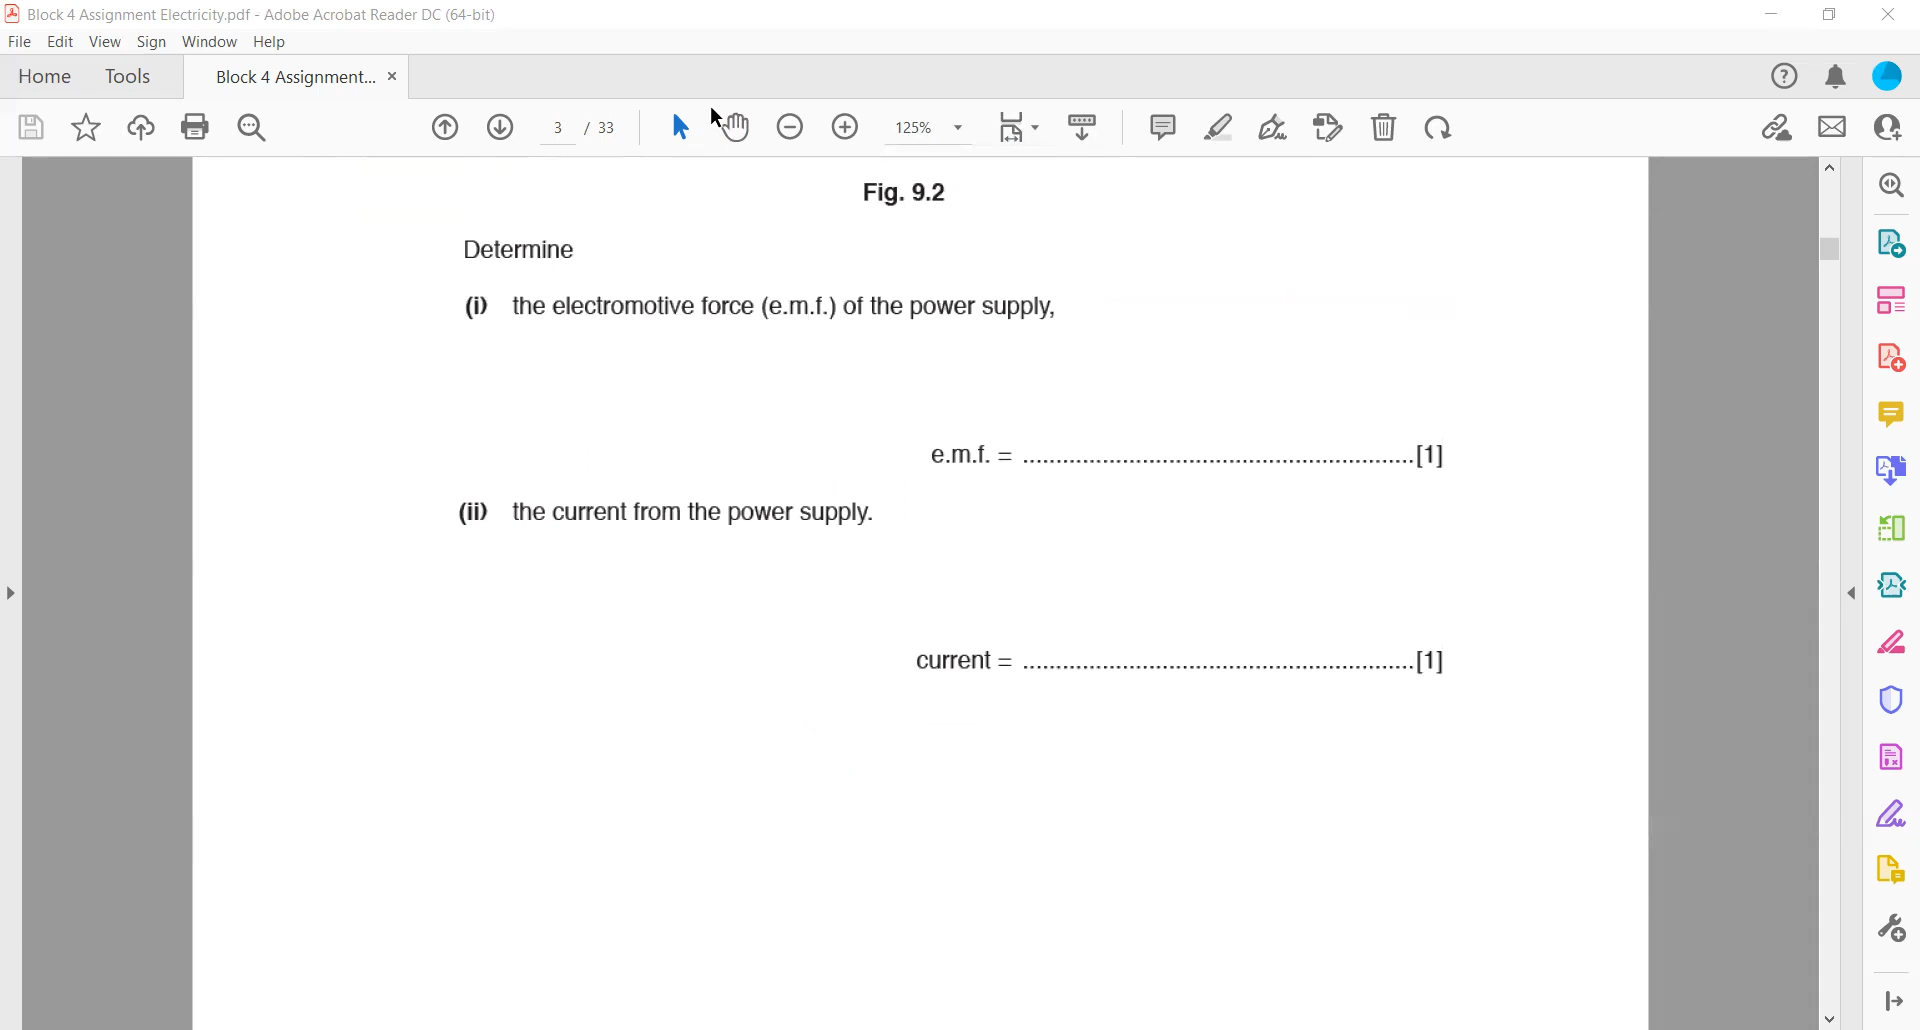 Block 4 Assignment Electricity.pdf - Adobe Acrobat Reader DC (64-bit)
File Edit View Sign Window Help
Home Tools Block 4 Assignment... ×
3 / 33 125%
Fig. 9.2
Determine
(i) the electromotive force (e.m.f.) of the power supply,
e.m.f. = ............................................................[1]
(ii) the current from the power supply.
current = ............................................................[1]